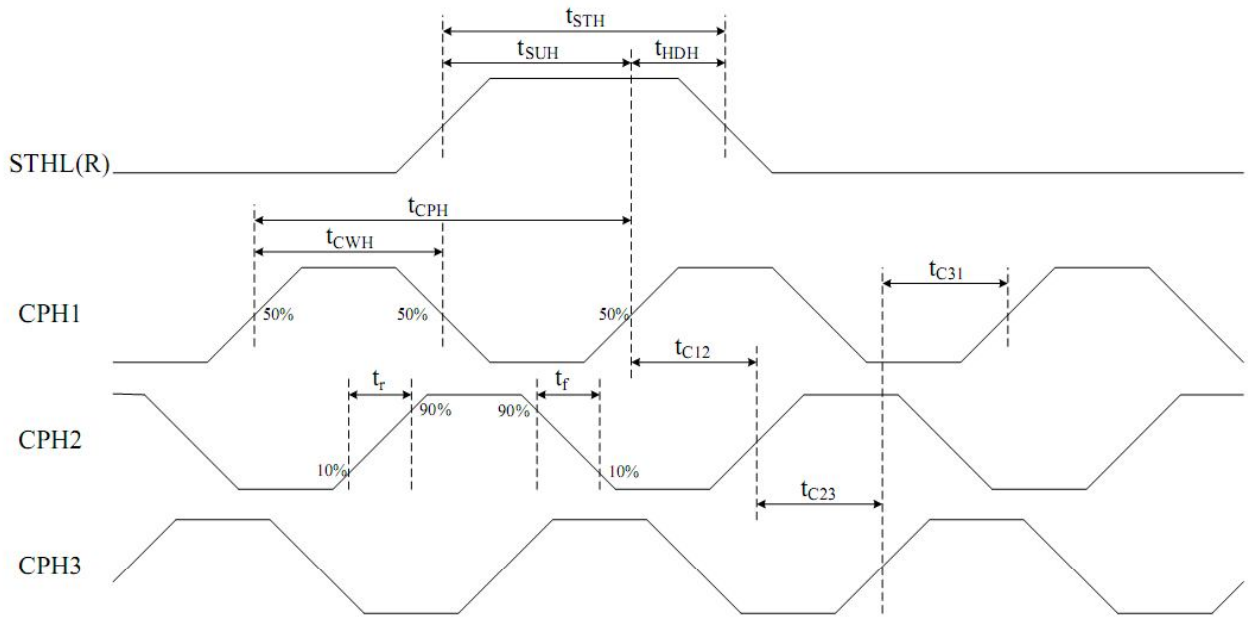 tSTH
tSUH tHDH
STHL(R)
tCPH
tCWH
tC31
CPH1 50% 50% 50%
tC12
tr tf
90% 90%
CPH2
10% 10%
tC23
CPH3